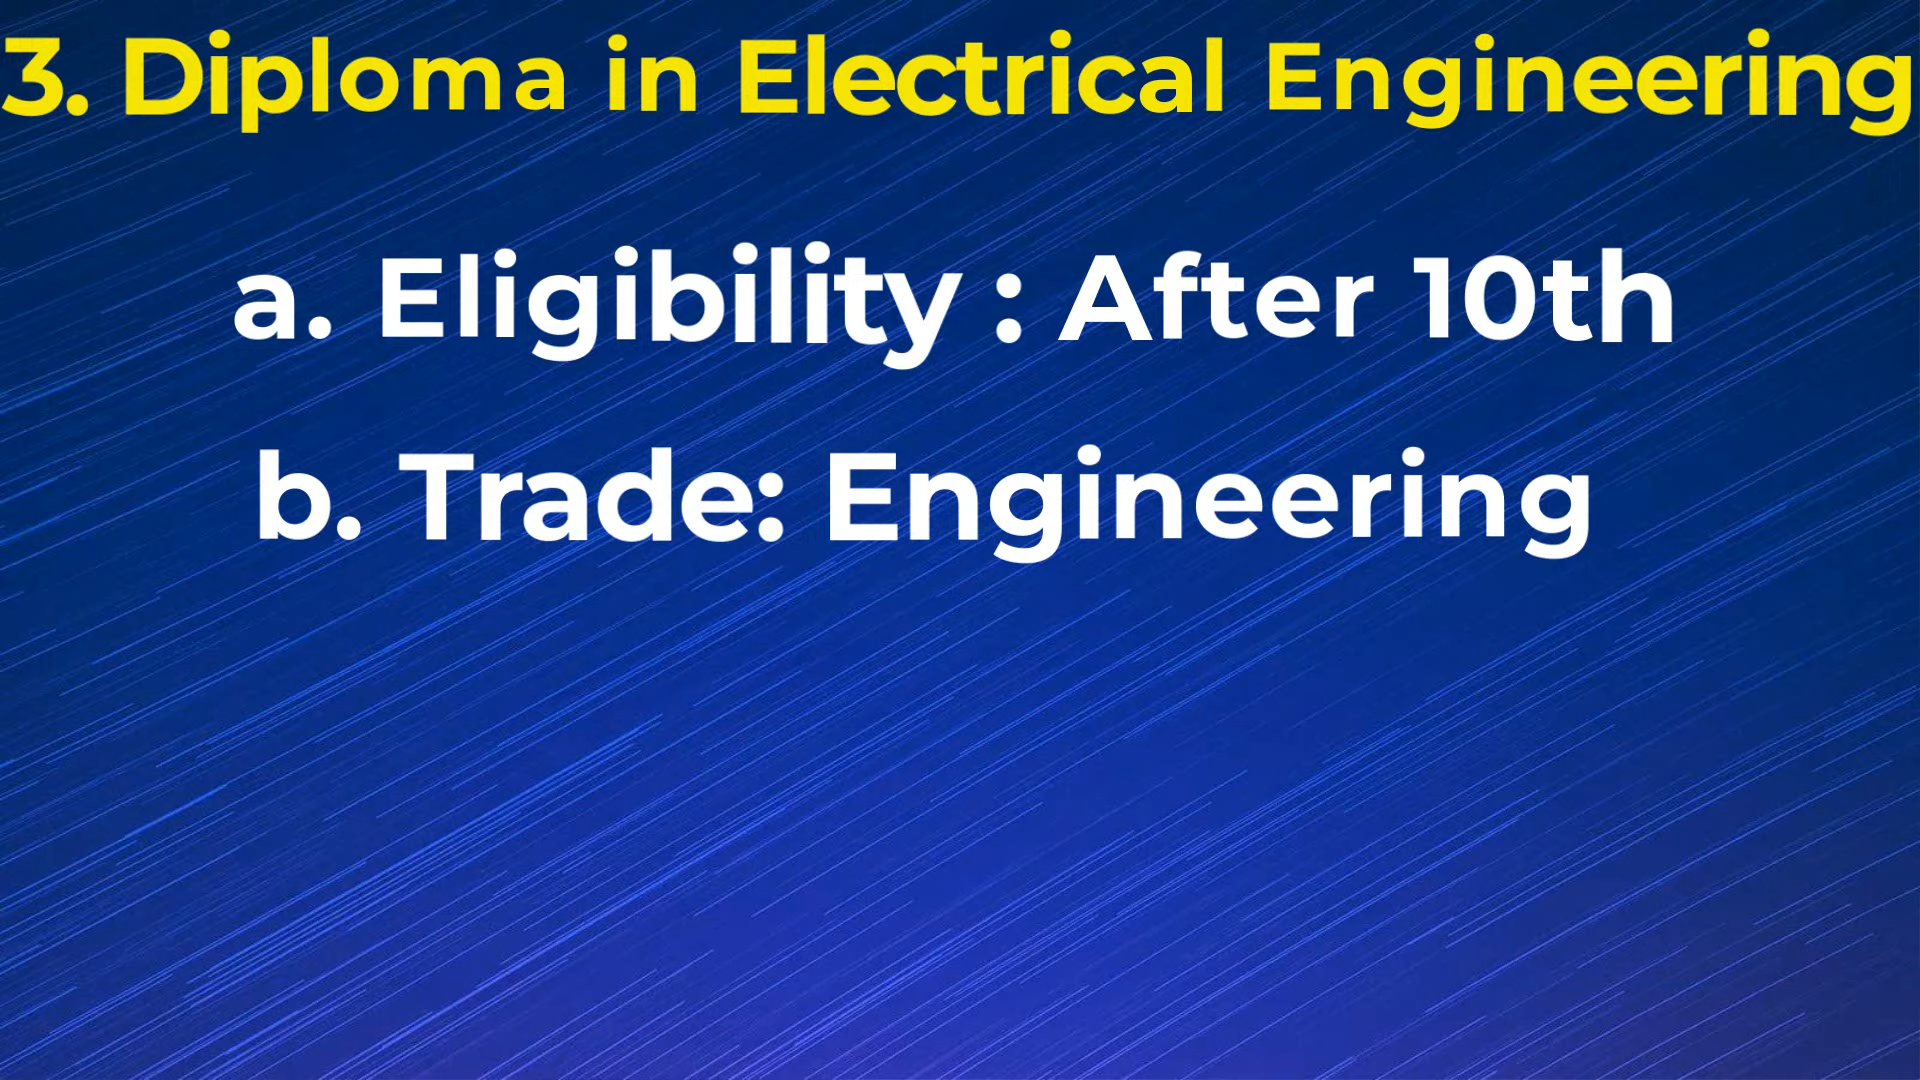 3. Diploma in Electrical Engineering
a. Eligibility : After 10th
b. Trade: Engineering